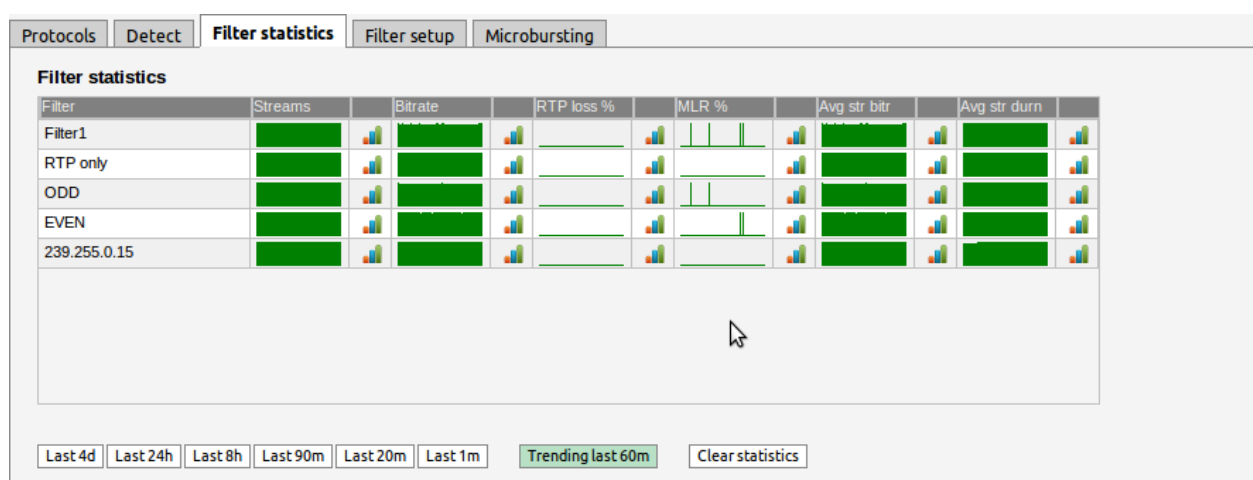 Protocols Detect Filter statistics Filter setup Microbursting
Filter statistics
Filter Streams Bitrate RTP loss % MLR % Avg str bitr Avg str durn
Filter1
RTP only
ODD
EVEN
239.255.0.15
Last 4d Last 24h Last 8h Last 90m Last 20m Last 1m Trending last 60m Clear statistics